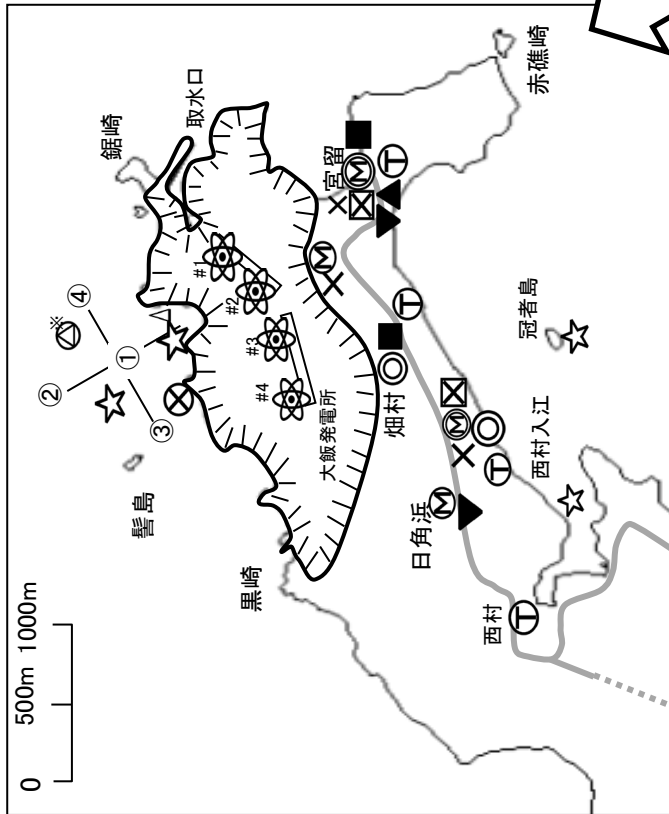 0 500m 1000m
鋸崎
取水口
赤礁崎
※
④
②
①
③
髻島
黒崎
#1
#2
#3
#4
大飯発電所
宮留
M
T
M
T
畑村
冠者島
M
T
M
日角浜
西村入江
西村
T